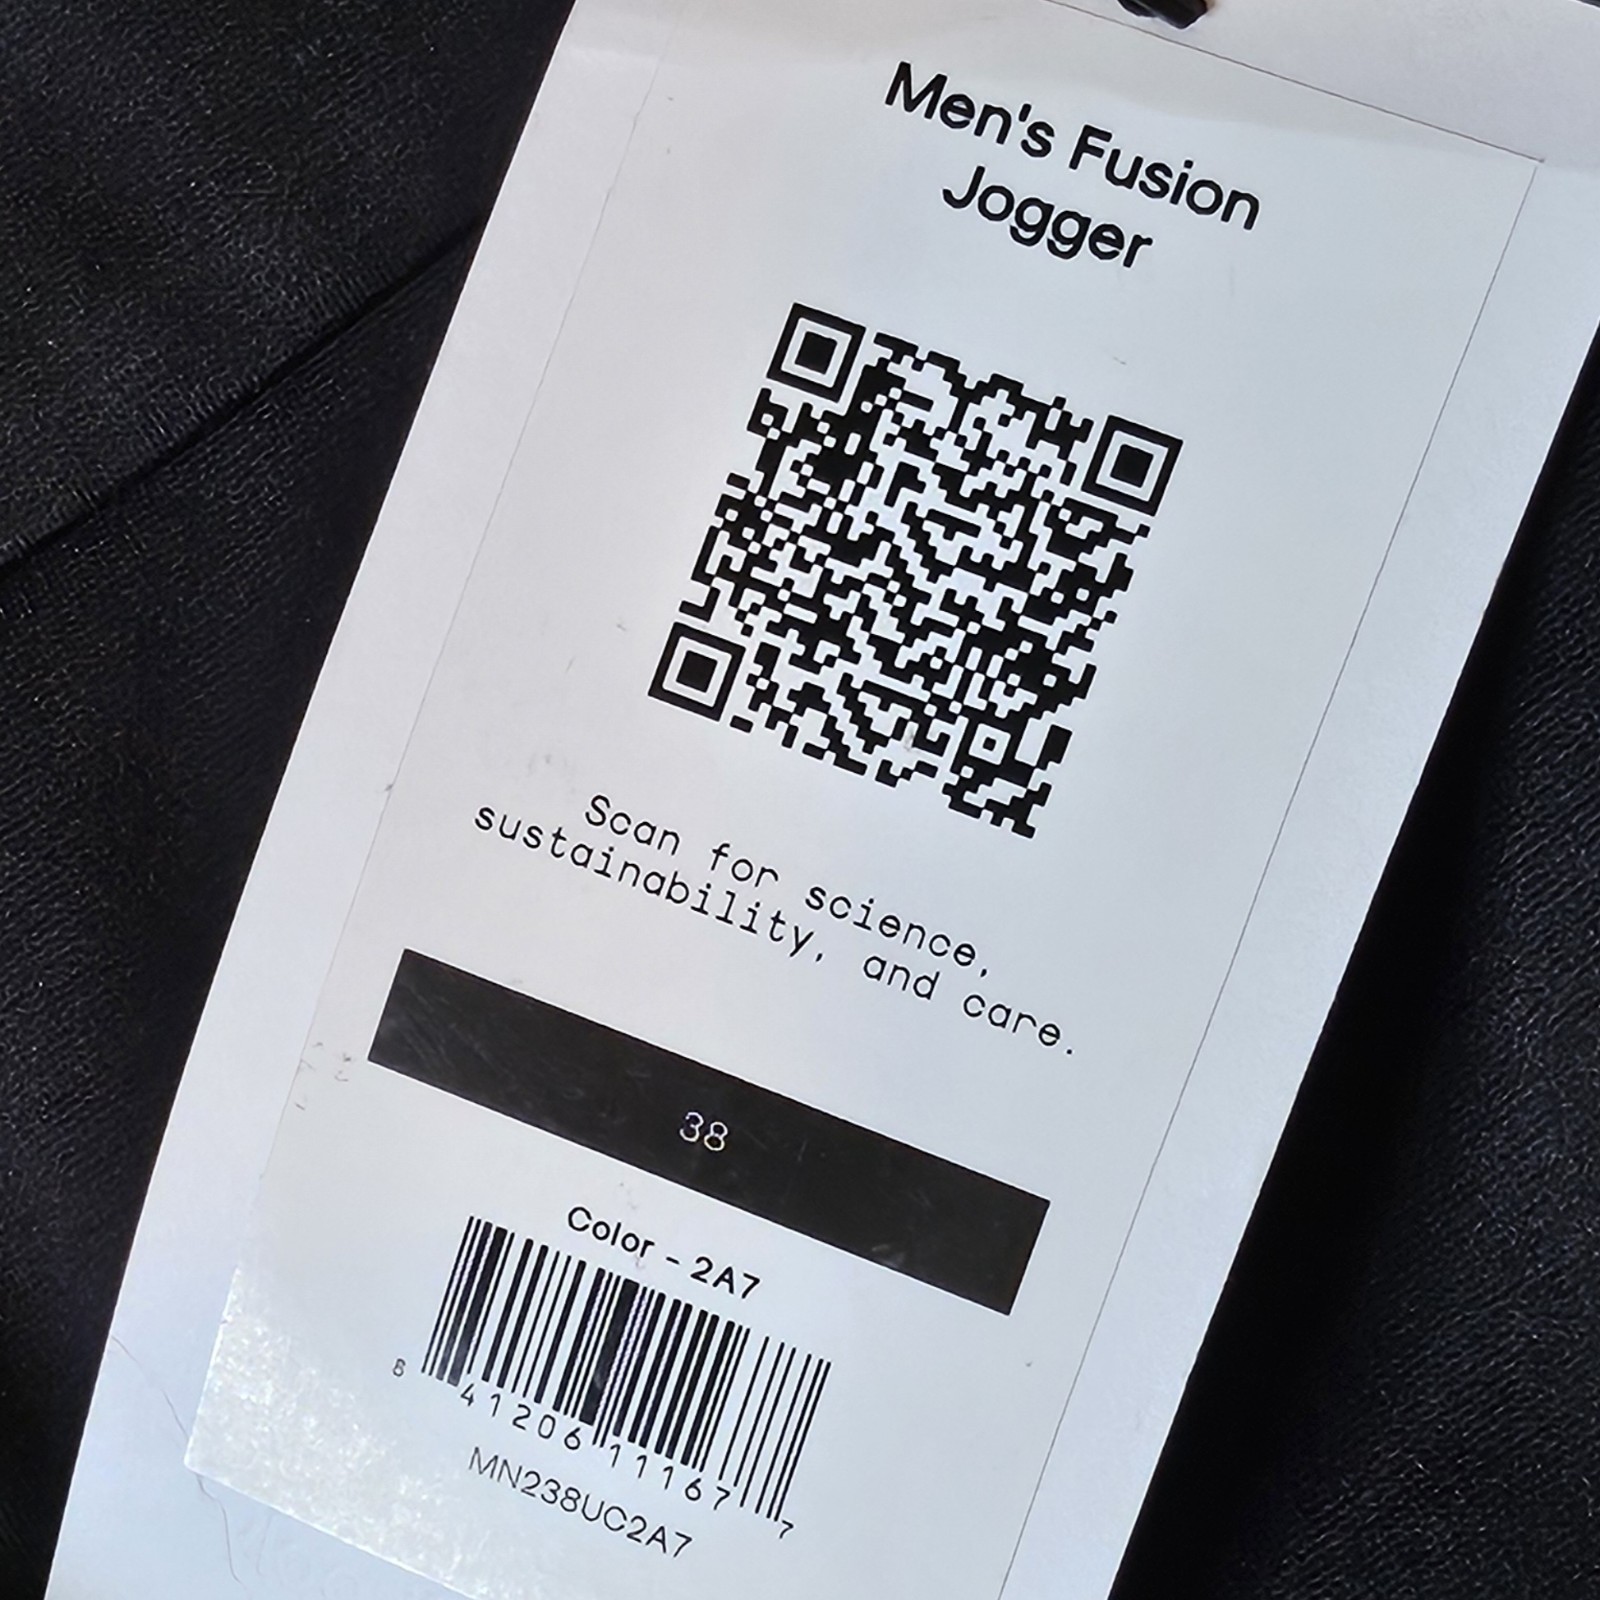 Men's Fusion
Jogger
Scan for science,
sustainability, and care.
38
Color - 2A7
8 41206 11167 7
MN238UC2A7